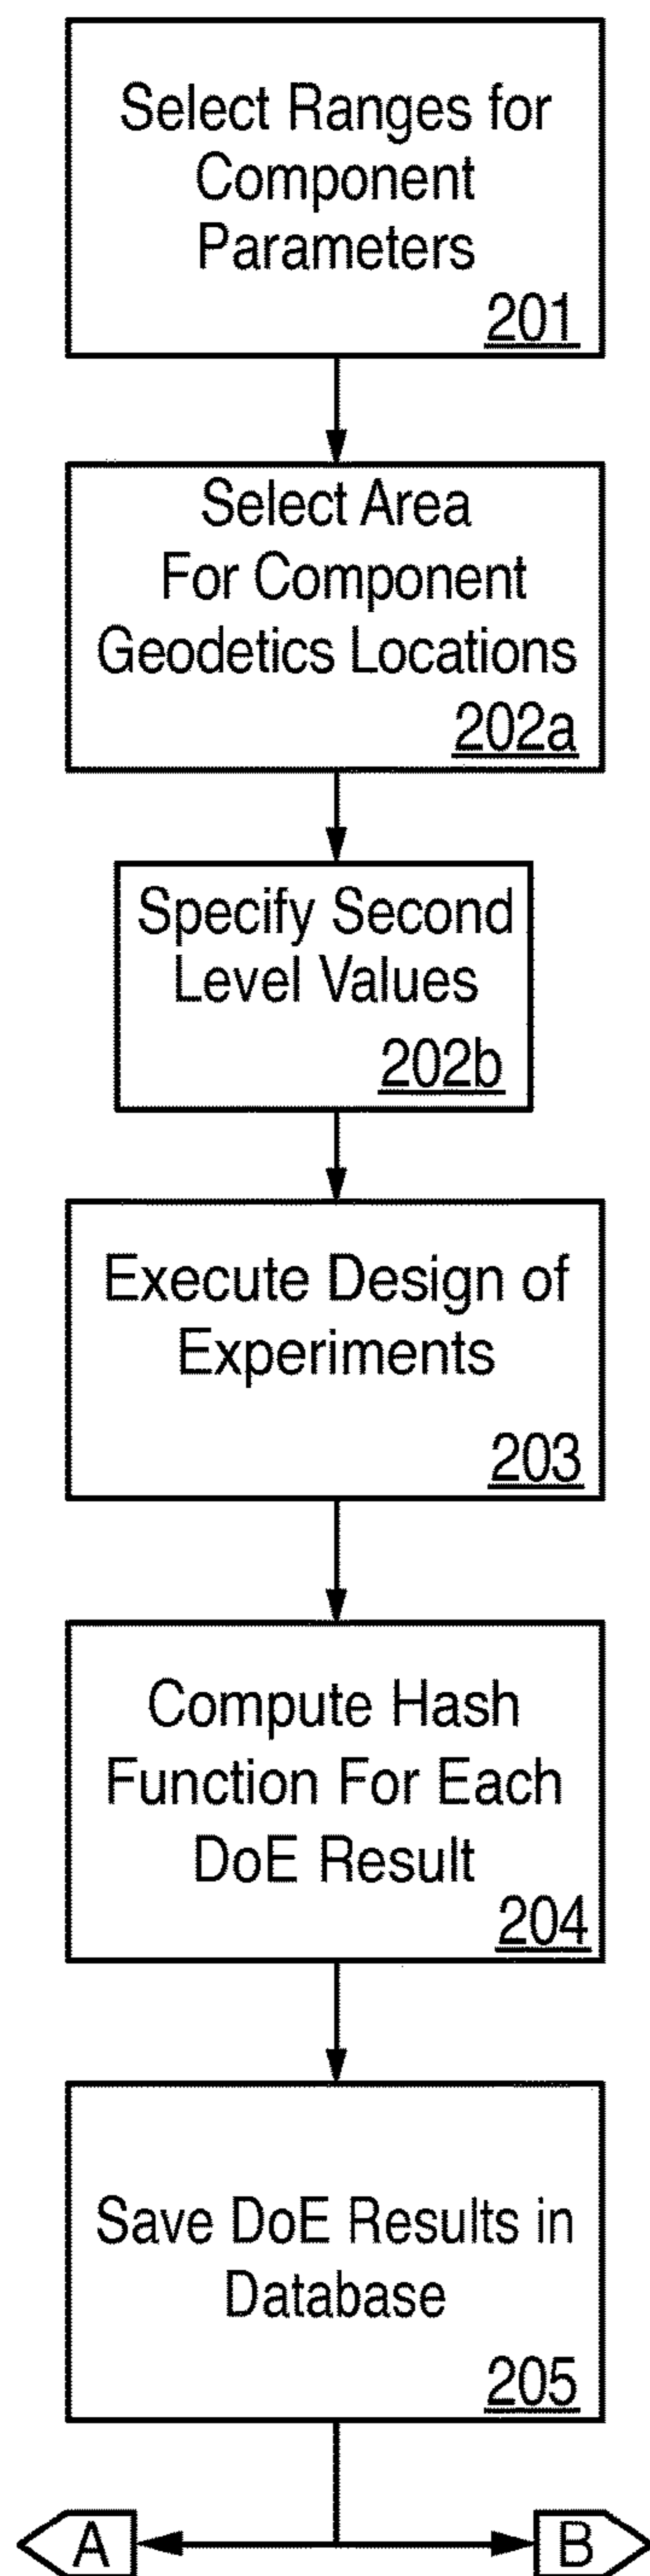 Select Ranges for
Component
Parameters
201
Select Area
For Component
Geodetics Locations
202a
Specify Second
Level Values
202b
Execute Design of
Experiments
203
Compute Hash
Function For Each
DoE Result
204
Save DoE Results in
Database
205
A
B